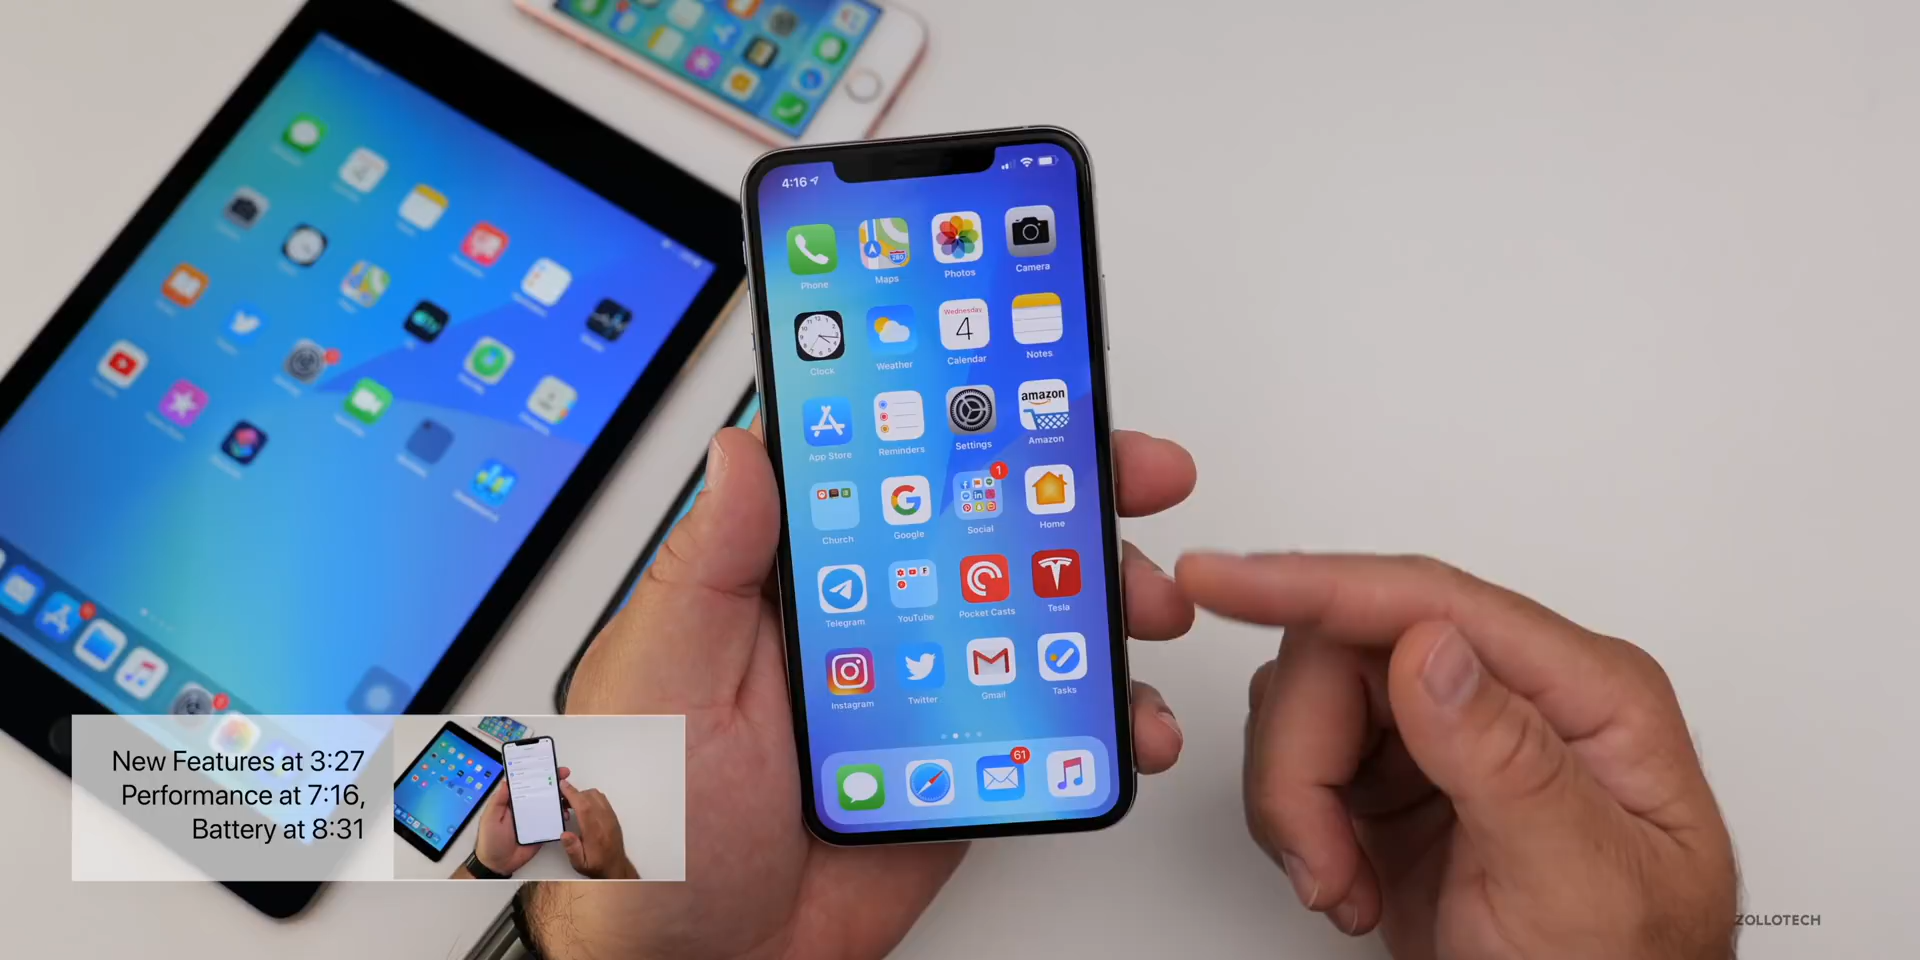 4:16
Phone
Maps
Photos
Camera
280
Wednesday
4
Clock
Weather
Calendar
Notes
amazon
App Store
Reminders
Settings
Amazon
1
Church
Google
Social
Home
Telegram
YouTube
Pocket Casts
Tesla
Instagram
Twitter
Gmail
Tasks
61
New Features at 3:27
Performance at 7:16,
Battery at 8:31
ZOLLOTECH